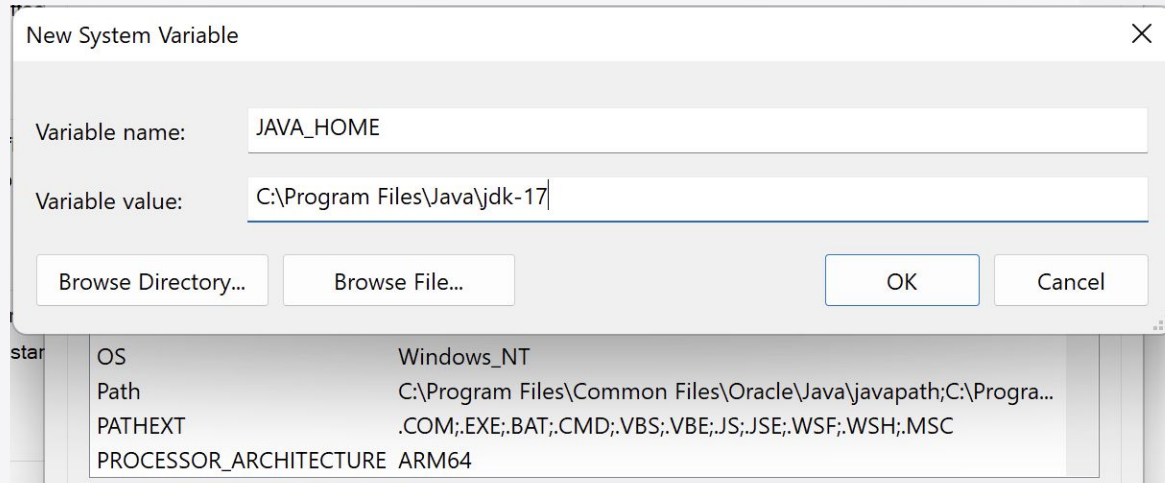 New System Variable
Variable name: JAVA_HOME
Variable value: C:\Program Files\Java\jdk-17
Browse Directory... Browse File... OK Cancel
star
OS Windows_NT
Path C:\Program Files\Common Files\Oracle\Java\javapath;C:\Progra...
PATHEXT .COM;.EXE;.BAT;.CMD;.VBS;.VBE;.JS;.JSE;.WSF;.WSH;.MSC
PROCESSOR_ARCHITECTURE ARM64